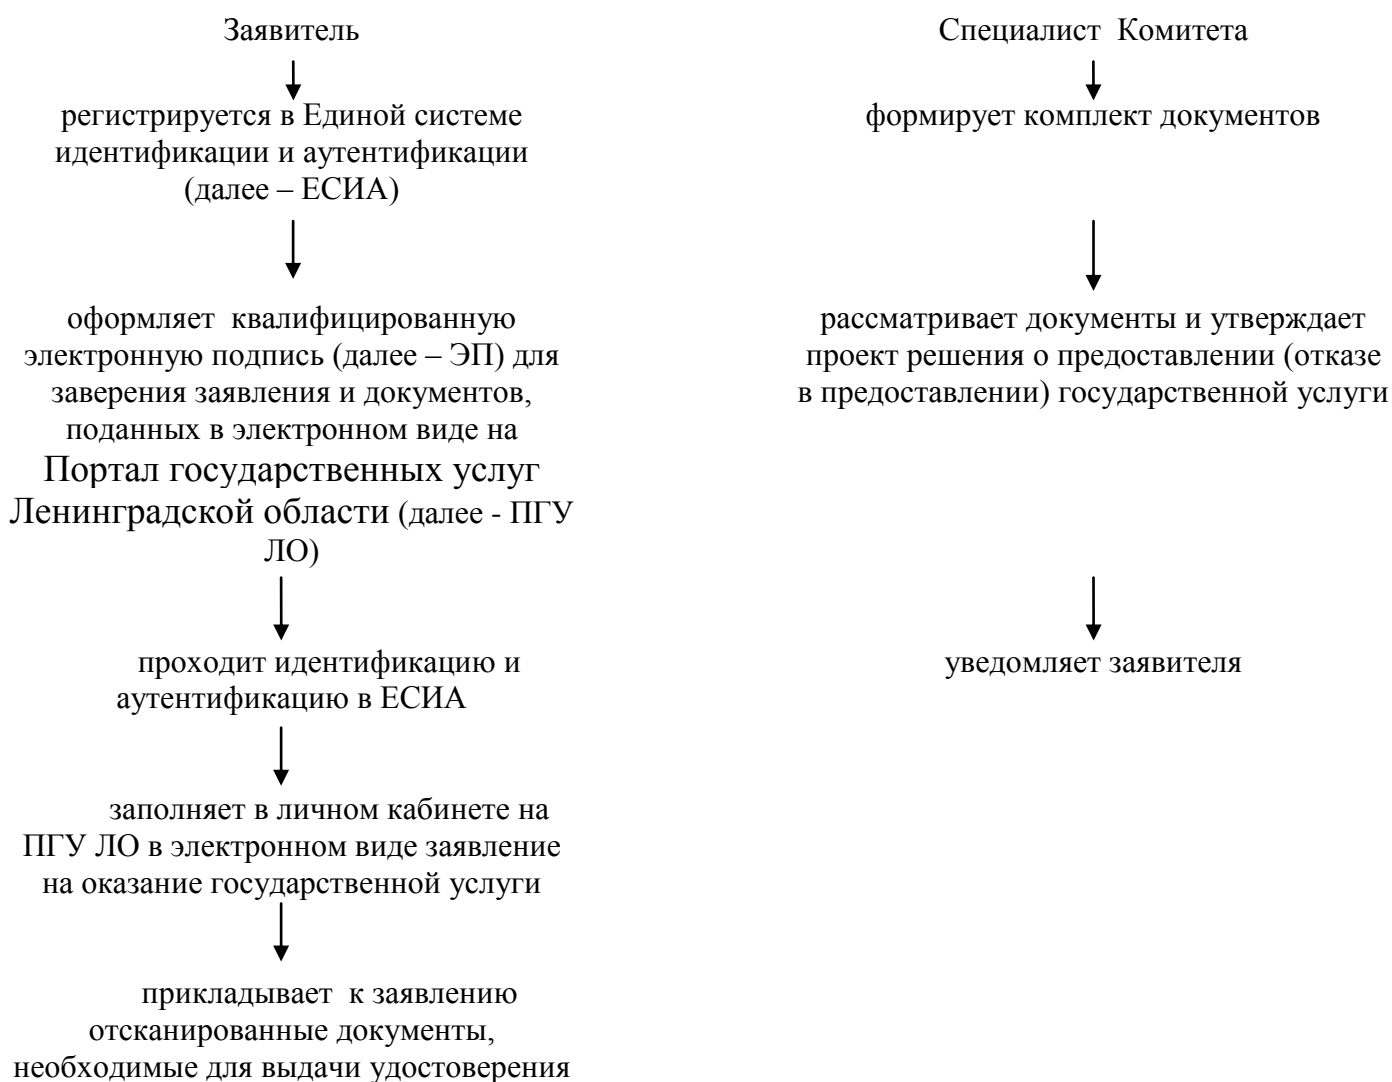 Заявитель
регистрируется в Единой системе
идентификации и аутентификации
(далее – ЕСИА)
оформляет квалифицированную
электронную подпись (далее – ЭП) для
заверения заявления и документов,
поданных в электронном виде на
Портал государственных услуг
Ленинградской области (далее - ПГУ
ЛО)
проходит идентификацию и
аутентификацию в ЕСИА
заполняет в личном кабинете на
ПГУ ЛО в электронном виде заявление
на оказание государственной услуги
прикладывает к заявлению
отсканированные документы,
необходимые для выдачи удостоверения
Специалист Комитета
формирует комплект документов
рассматривает документы и утверждает
проект решения о предоставлении (отказе
в предоставлении) государственной услуги
уведомляет заявителя